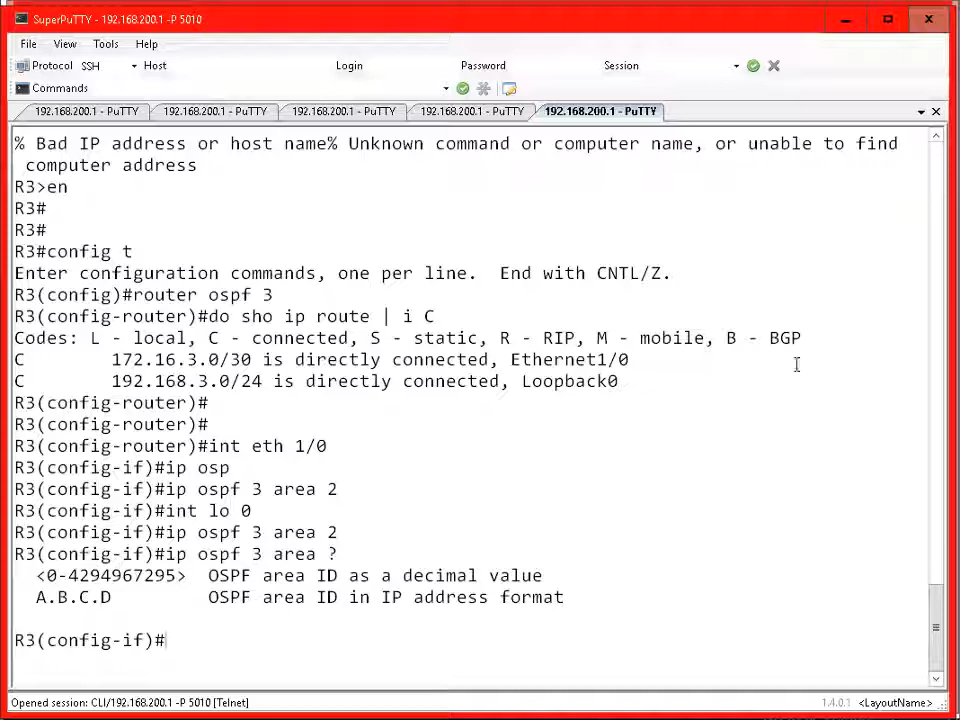 SuperPuTTY - 192.168.200.1 -P 5010
File View Tools Help
Protocol SSH Host Login Password Session
Commands
192.168.200.1 - PuTTY 192.168.200.1 - PuTTY 192.168.200.1 - PuTTY 192.168.200.1 - PuTTY 192.168.200.1 - PuTTY
% Bad IP address or host name% Unknown command or computer name, or unable to find
computer address
R3>en
R3#
R3#
R3#config t
Enter configuration commands, one per line.  End with CNTL/Z.
R3(config)#router ospf 3
R3(config-router)#do sho ip route | i C
Codes: L - local, C - connected, S - static, R - RIP, M - mobile, B - BGP
C        172.16.3.0/30 is directly connected, Ethernet1/0
C        192.168.3.0/24 is directly connected, Loopback0
R3(config-router)#
R3(config-router)#
R3(config-router)#int eth 1/0
R3(config-if)#ip osp
R3(config-if)#ip ospf 3 area 2
R3(config-if)#int lo 0
R3(config-if)#ip ospf 3 area 2
R3(config-if)#ip ospf 3 area ?
<0-4294967295>  OSPF area ID as a decimal value
A.B.C.D         OSPF area ID in IP address format
R3(config-if)#
Opened session: CLI/192.168.200.1 -P 5010 [Telnet] 1.4.0.1 <LayoutName>